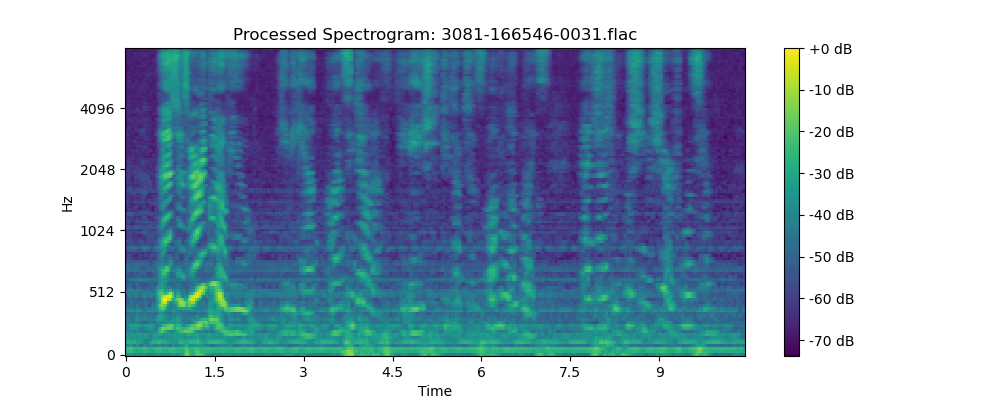 Processed Spectrogram: 3081-166546-0031.flac
Hz
4096
2048
1024
512
0
0 1.5 3 4.5 6 7.5 9
Time
+0 dB
-10 dB
-20 dB
-30 dB
-40 dB
-50 dB
-60 dB
-70 dB